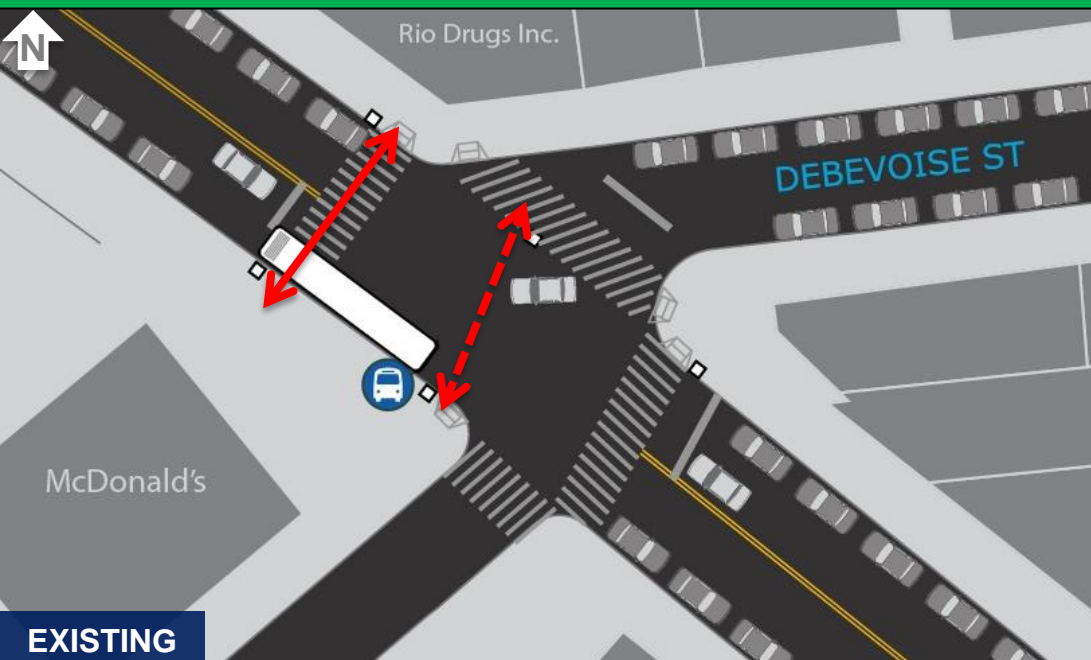 N
Rio Drugs Inc.
DEBEVOISE ST
McDonald's
EXISTING